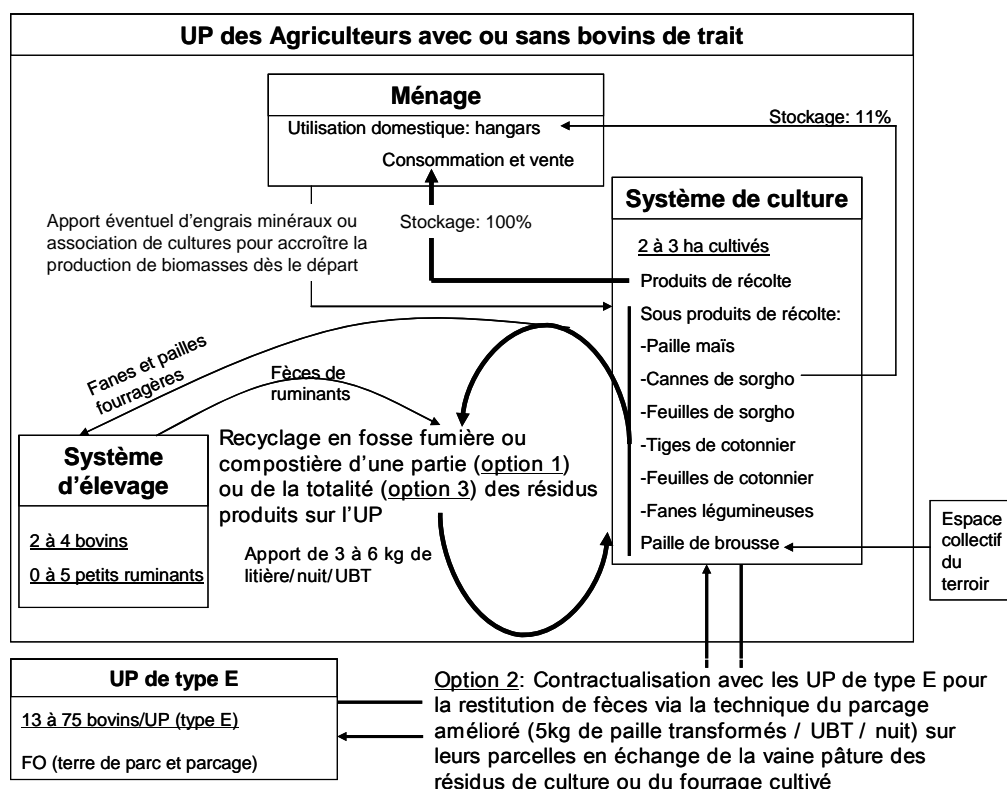 UP des Agriculteurs avec ou sans bovins de trait
Ménage
Utilisation domestique: hangars
Consommation et vente
Stockage: 11%
Apport éventuel d'engrais minéraux ou
association de cultures pour accroître la
production de biomasses dès le départ
Stockage: 100%
Système de culture
2 à 3 ha cultivés
Produits de récolte
Sous produits de récolte:
-Paille maïs
-Cannes de sorgho
-Feuilles de sorgho
-Tiges de cotonnier
-Feuilles de cotonnier
-Fanes légumineuses
Paille de brousse
Fanes et pailles
fourragères
Fèces de
ruminants
Système
d'élevage
2 à 4 bovins
0 à 5 petits ruminants
Recyclage en fosse fumière ou
compostière d'une partie (option 1)
ou de la totalité (option 3) des résidus
produits sur l'UP
Apport de 3 à 6 kg de
litière/ nuit/ UBT
Espace
collectif
du
terroir
UP de type E
13 à 75 bovins/UP (type E)
FO (terre de parc et parcage)
Option 2: Contractualisation avec les UP de type E pour
la restitution de fèces via la technique du parcage
amélioré (5kg de paille transformés / UBT / nuit) sur
leurs parcelles en échange de la vaine pâture des
résidus de culture ou du fourrage cultivé